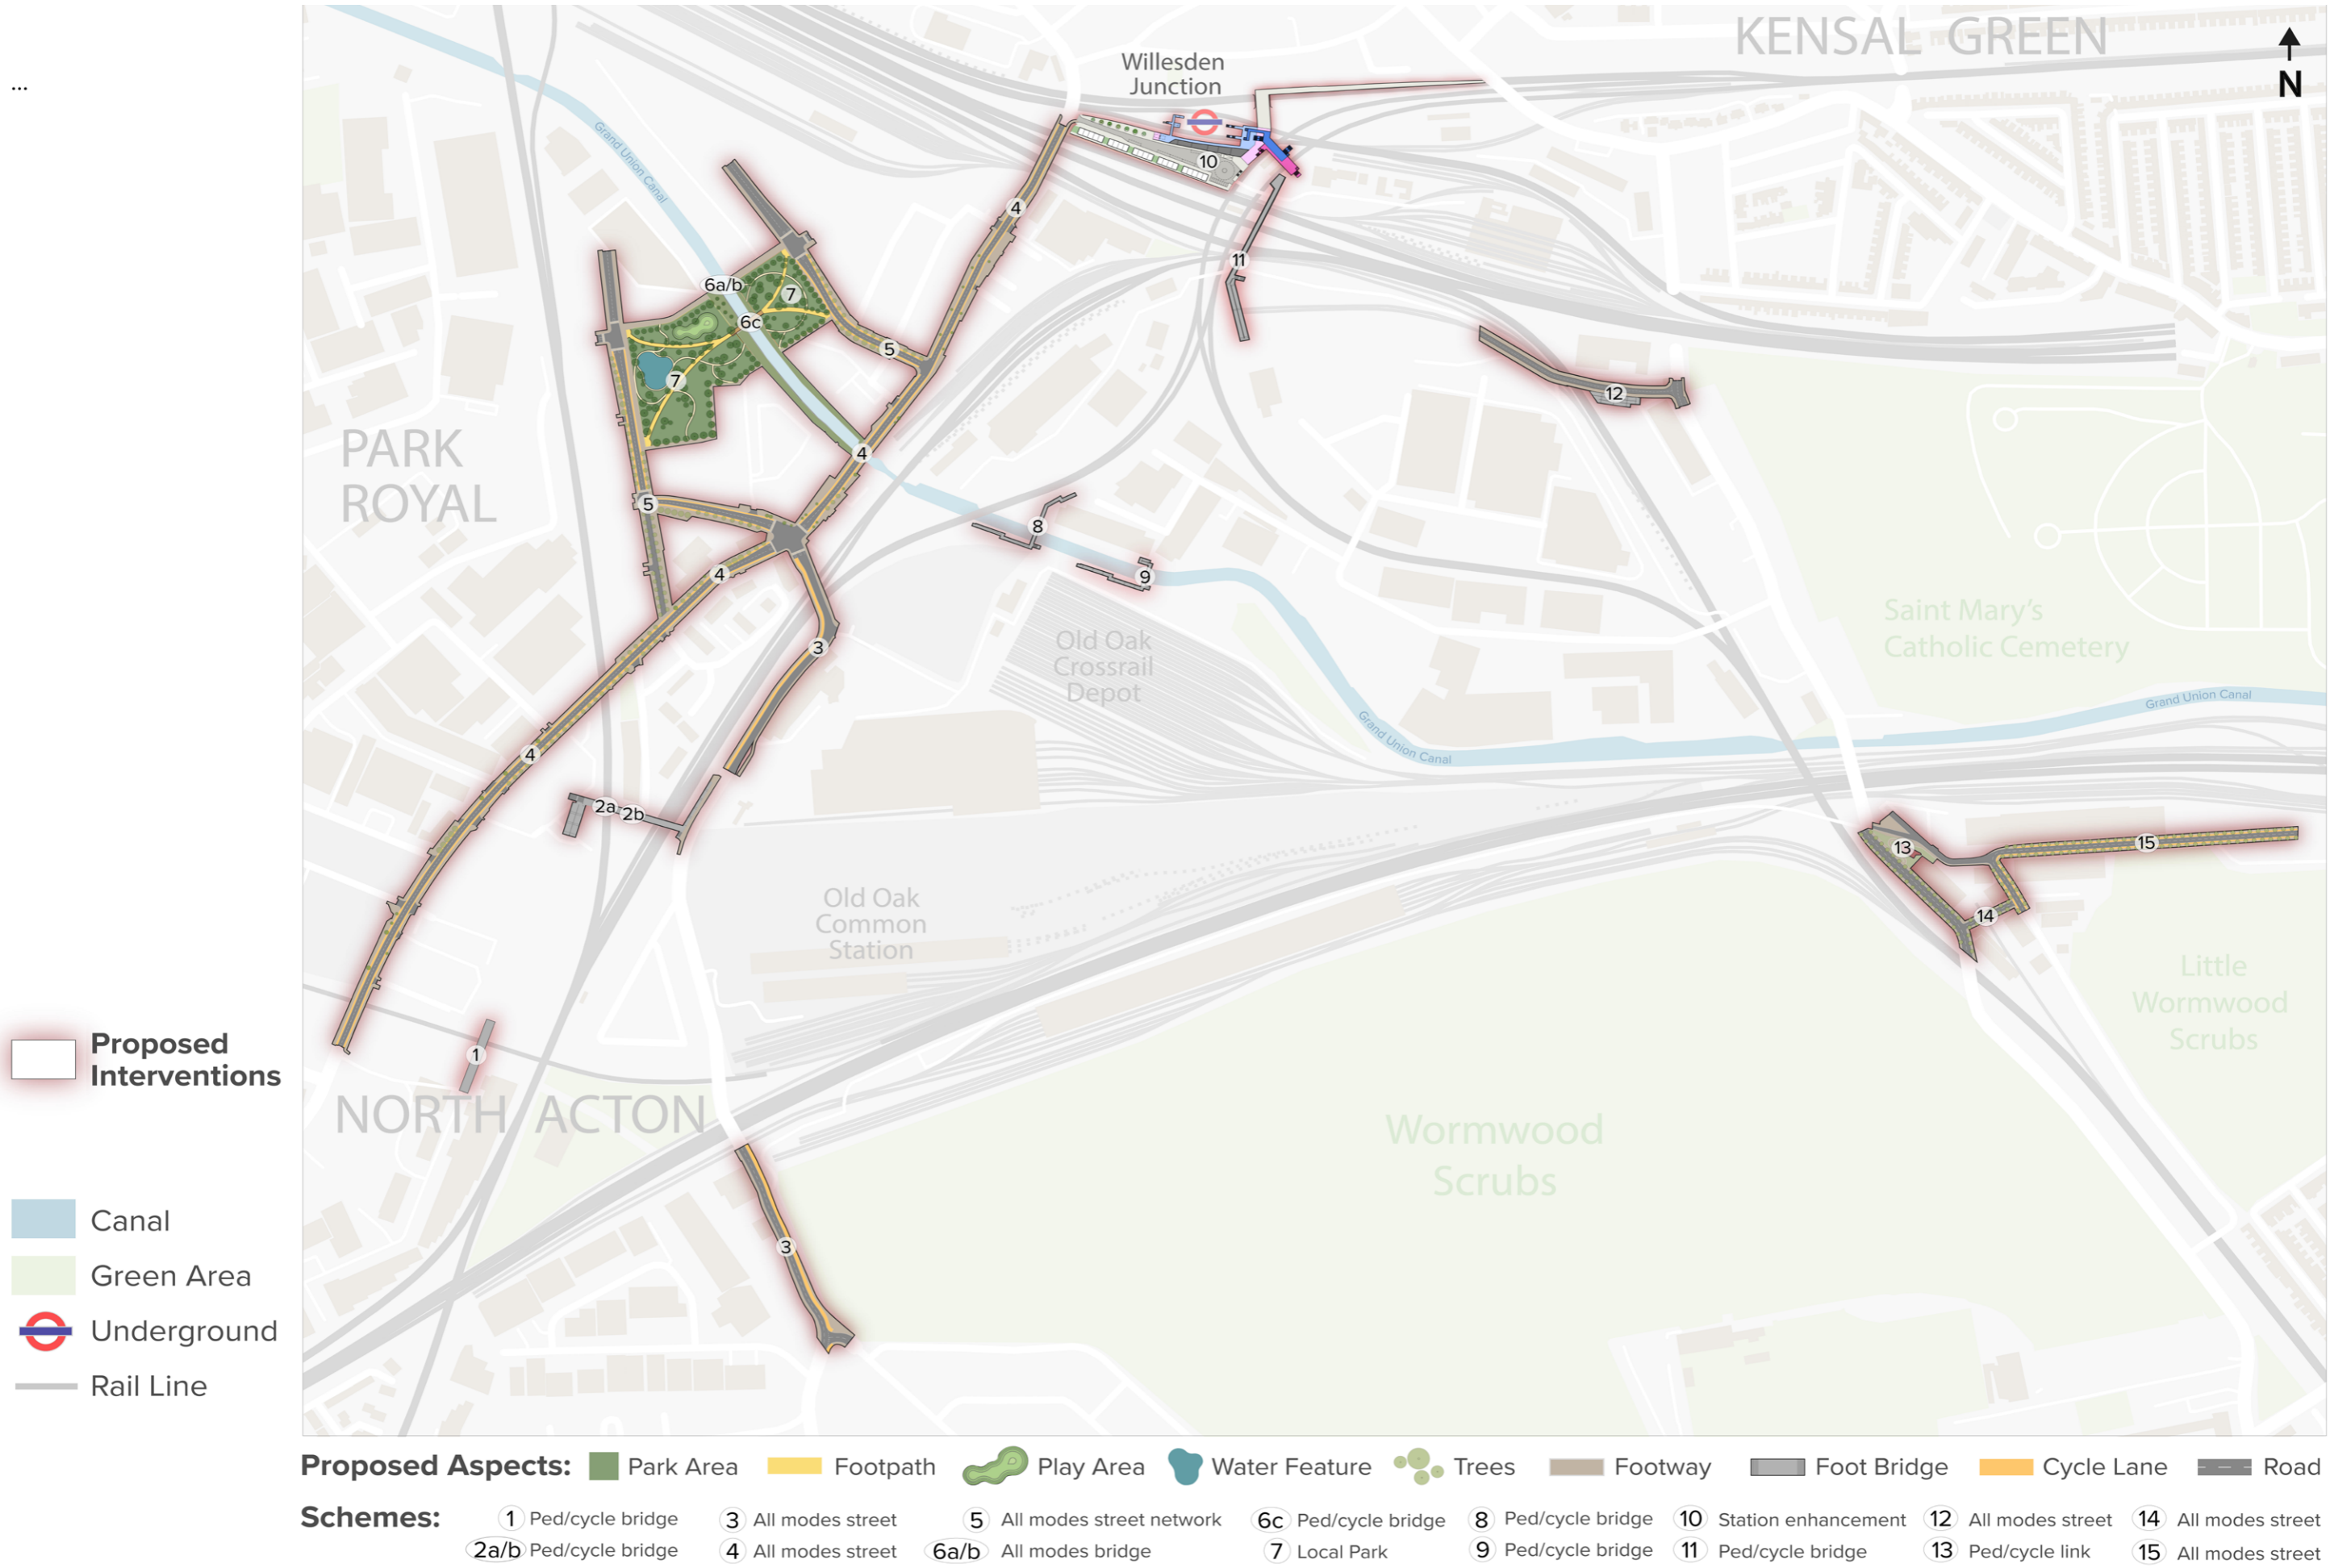 ...
KENSAL GREEN
N
Willesden
Junction
Grand Union Canal
10
4
11
6a/b
7
6c
5
12
7
PARK
ROYAL
4
5
8
9
4
Saint Mary's
Catholic Cemetery
3
Old Oak
Crossrail
Depot
Grand Union Canal
Grand Union Canal
4
2a 2b
13
15
Old Oak
Common
Station
14
Little
Wormwood
Scrubs
1
NORTH ACTON
Wormwood
Scrubs
3
Proposed
Interventions
Canal
Green Area
Underground
Rail Line
Proposed Aspects: Park Area Footpath Play Area Water Feature Trees Footway Foot Bridge Cycle Lane Road
Schemes: 1 Ped/cycle bridge 3 All modes street 5 All modes street network 6c Ped/cycle bridge 8 Ped/cycle bridge 10 Station enhancement 12 All modes street 14 All modes street
2a/b Ped/cycle bridge 4 All modes street 6a/b All modes bridge 7 Local Park 9 Ped/cycle bridge 11 Ped/cycle bridge 13 Ped/cycle link 15 All modes street